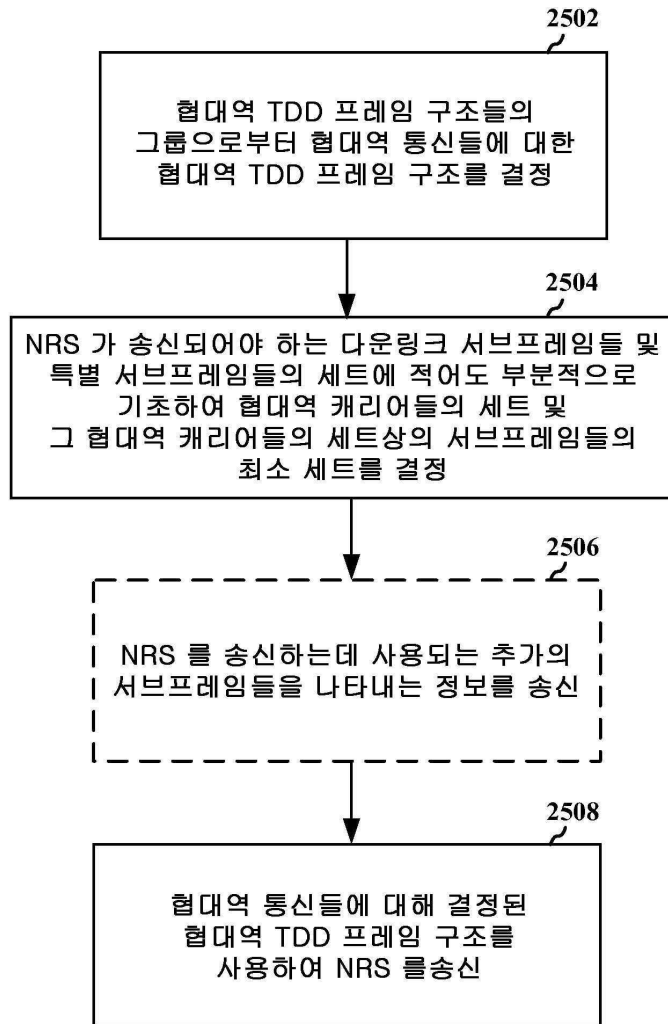 2502
협대역 TDD 프레임 구조들의
그룹으로부터 협대역 통신들에 대한
협대역 TDD 프레임 구조를 결정
2504
NRS 가 송신되어야 하는 다운링크 서브프레임들 및
특별 서브프레임들의 세트에 적어도 부분적으로
기초하여 협대역 캐리어들의 세트 및
그 협대역 캐리어들의 세트상의 서브프레임들의
최소 세트를 결정
2506
NRS 를 송신하는데 사용되는 추가의
서브프레임들을 나타내는 정보를 송신
2508
협대역 통신들에 대해 결정된
협대역 TDD 프레임 구조를
사용하여 NRS 를송신